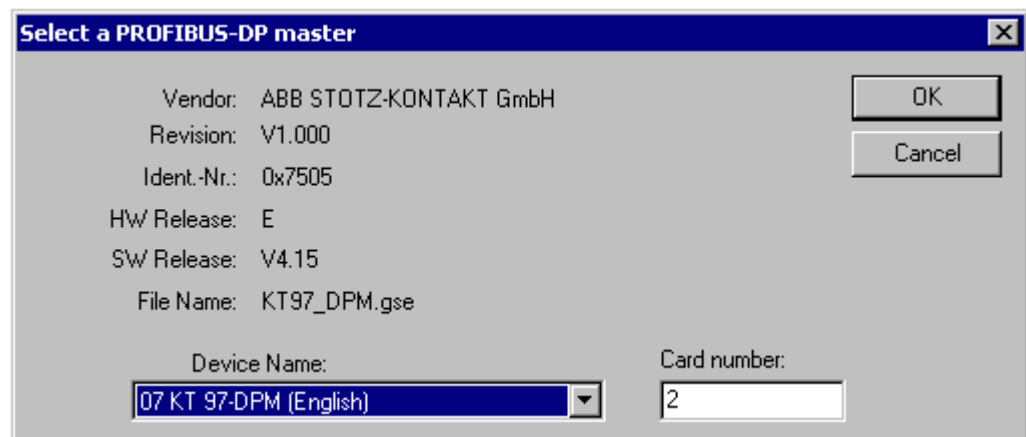 Select a PROFIBUS-DP master
Vendor: ABB STOTZ-KONTAKT GmbH
OK
Revision: V1.000
Cancel
Ident.-Nr.: 0x7505
HW Release: E
SW Release: V4.15
File Name: KT97_DPM.gse
Device Name:
Card number:
07 KT 97-DPM (English)
2